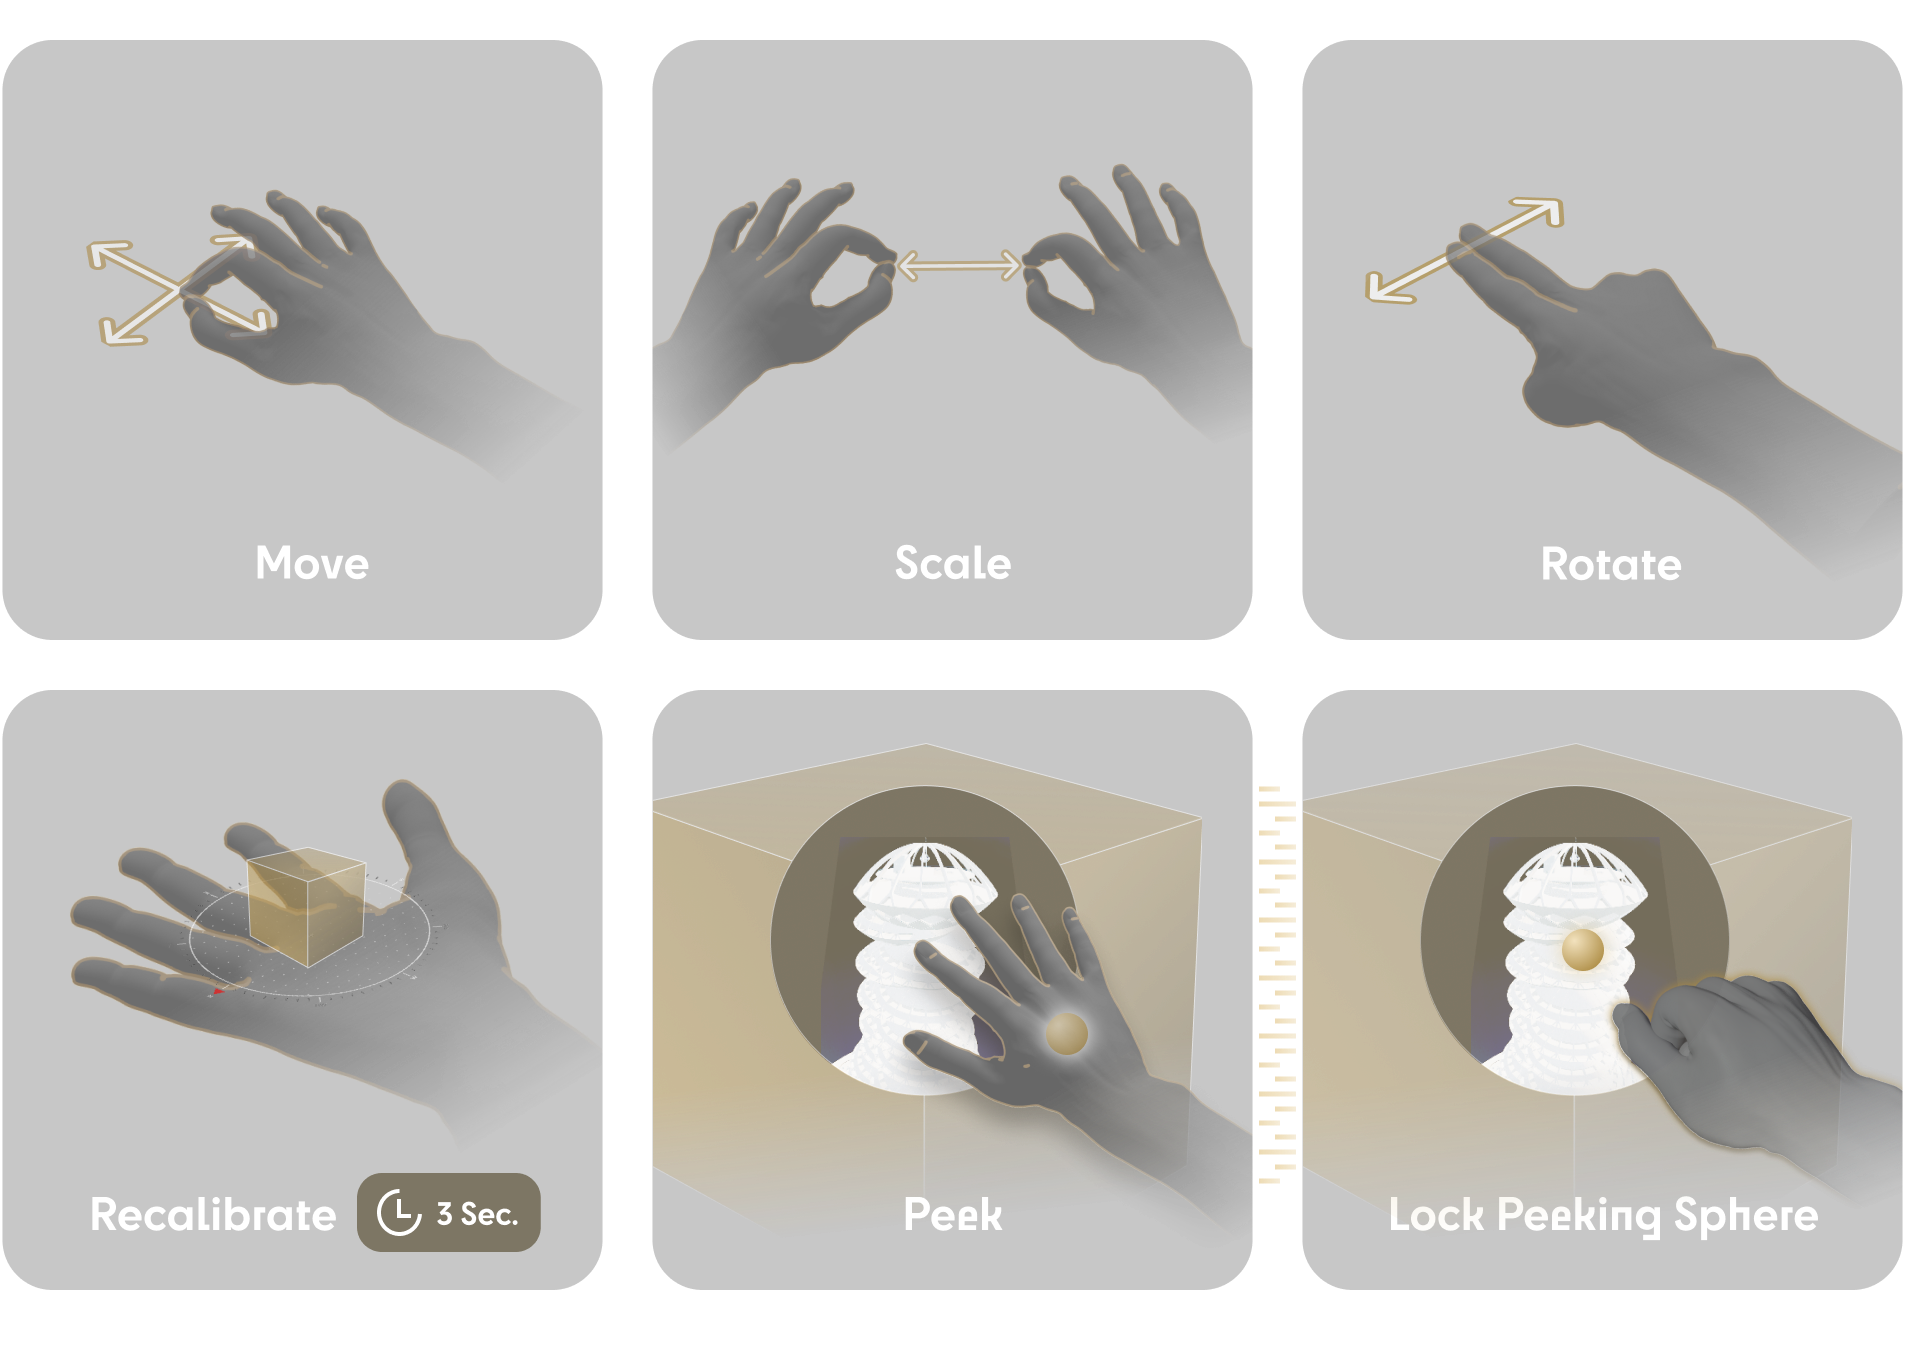 Move
Scale
Rotate
Recalibrate
3 Sec.
Peek
Lock Peeking Sphere